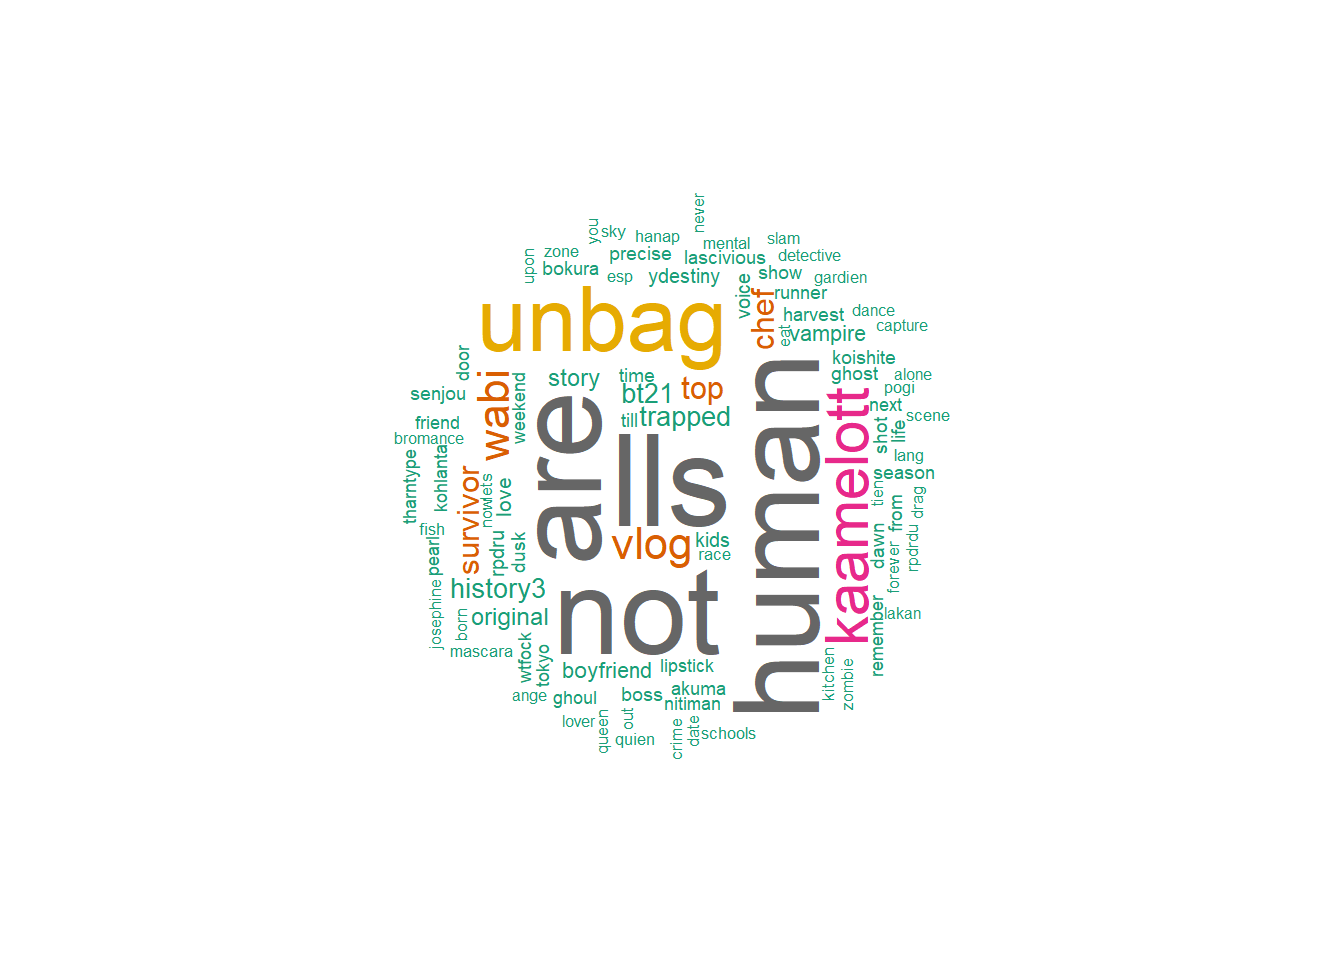 never
you
sky
hanap
mental
slam
upon
zone
precise
lascivious
detective
bokura
esp
ydestiny
voice
show
gardien
unbag
chef
runner
harvest
dance
eat
vampire
capture
door
wabi
weekend
story
time
bt21
top
human
koishite
ghost
alone
senjou
are
till
trapped
kaamelott
pogi
next
friend
shot
life
scene
bromance
lls
lang
tharntype
kohlanta
survivor
now
lets
love
season
tiene
from
drag
fish
vlog
kids
race
pearl
rpdru
dusk
dawn
forever
rpdrdu
history3
not
josephine
born
original
remember
lakan
mascara
wtfock
tokyo
boyfriend
lipstick
kitchen
zombie
ange
ghoul
boss
akuma
nitiman
lover
queen
out
quien
crime
date
schools